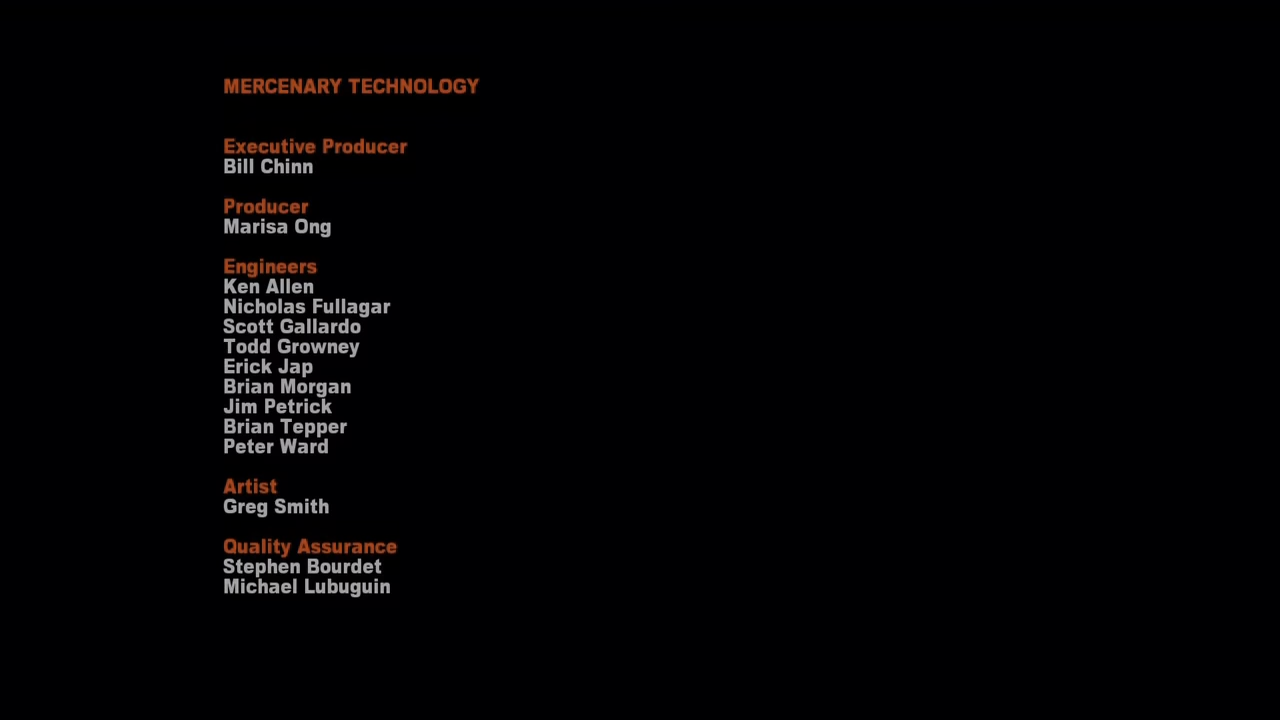 MERCENARY TECHNOLOGY
Executive Producer
Bill Chinn
Producer
Marisa Ong
Engineers
Ken Allen
Nicholas Fullagar
Scott Gallardo
Todd Growney
Erick Jap
Brian Morgan
Jim Petrick
Brian Tepper
Peter Ward
Artist
Greg Smith
Quality Assurance
Stephen Bourdet
Michael Lubuguin